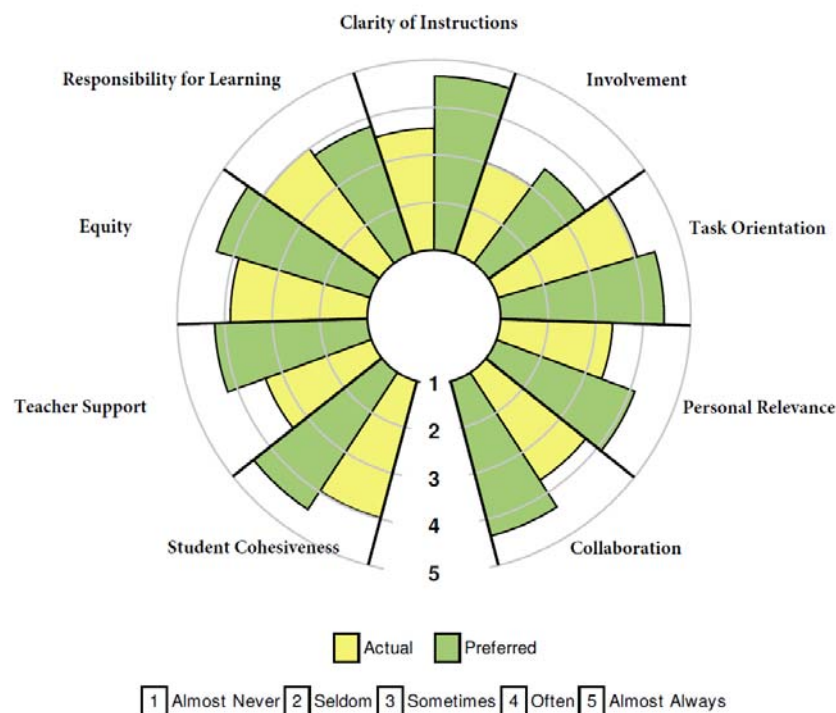 Clarity of Instructions
Responsibility for Learning
Involvement
Equity
Task Orientation
Teacher Support
Personal Relevance
Student Cohesiveness
Collaboration
1
2
3
4
5
Actual Preferred
1 Almost Never 2 Seldom 3 Sometimes 4 Often 5 Almost Always